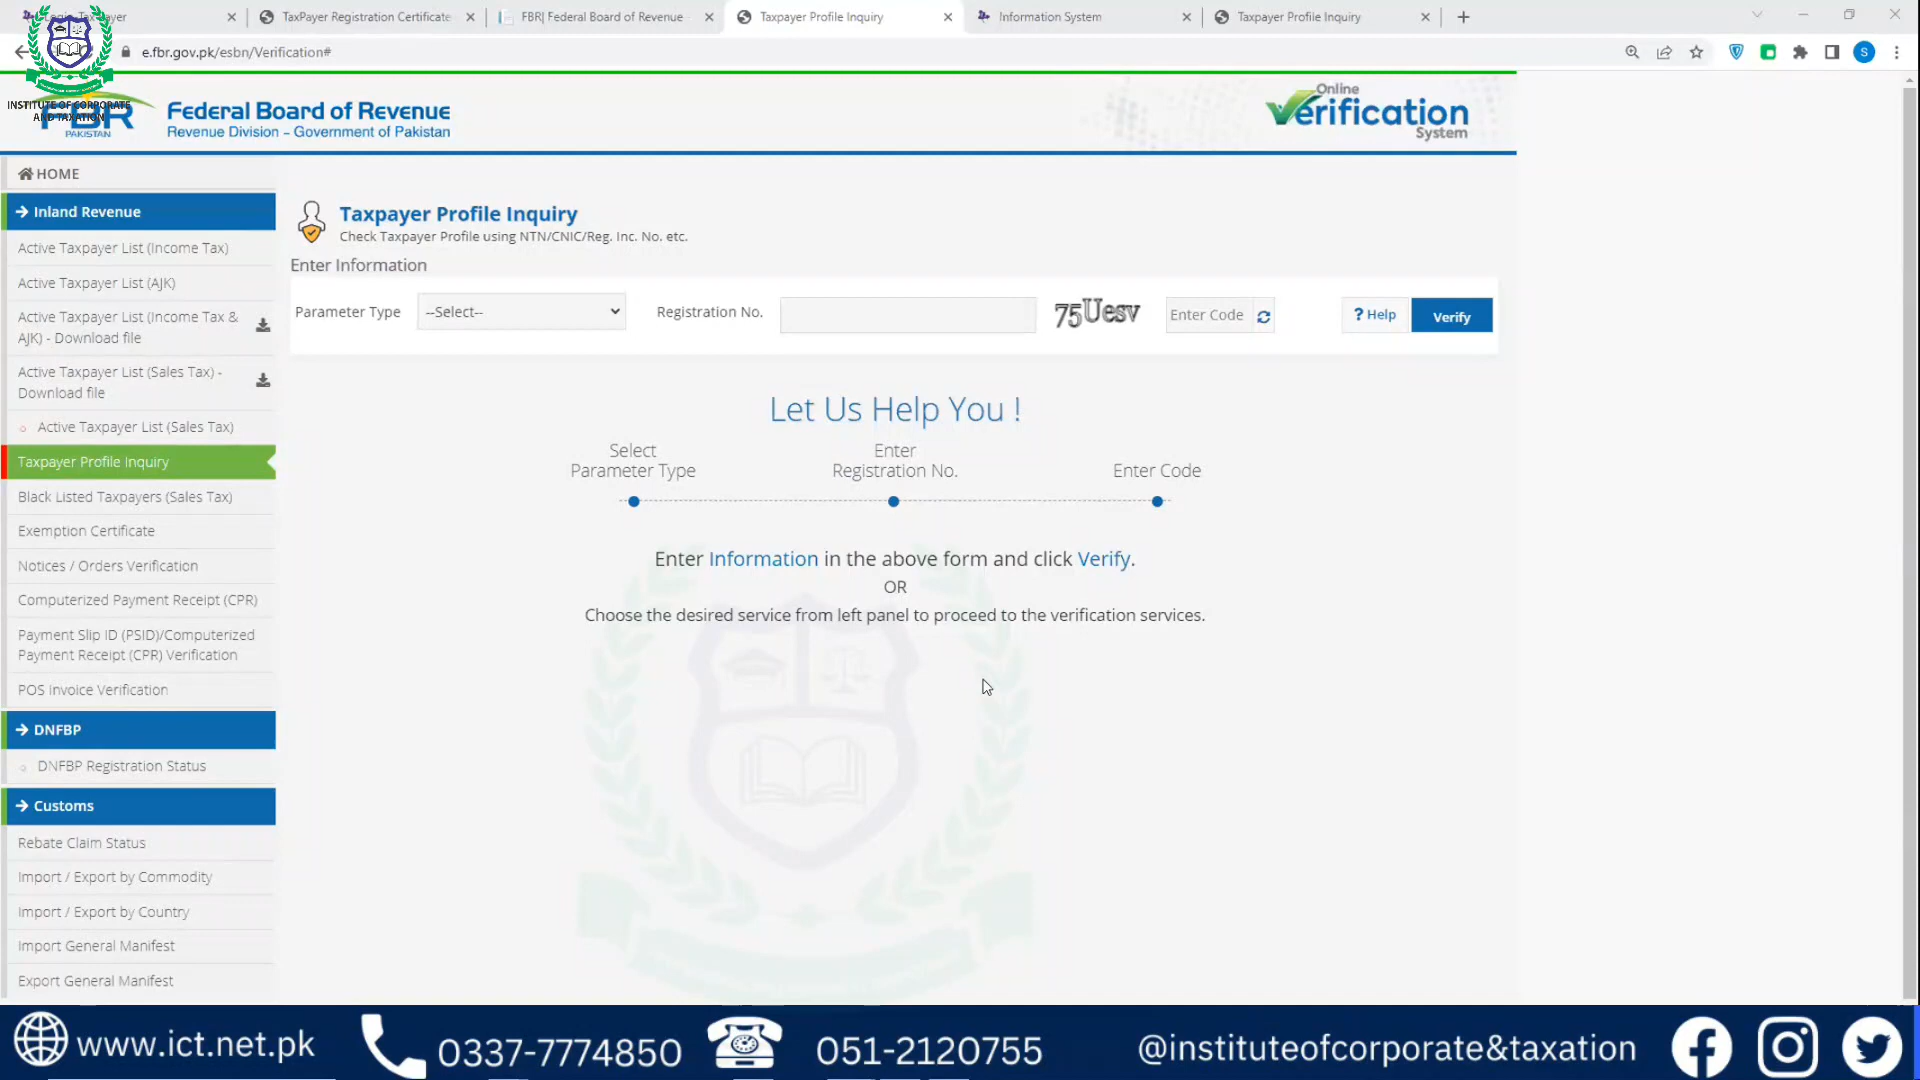 TaxPayer Registration Certificate
FBR| Federal Board of Revenue
Taxpayer Profile Inquiry
Information System
Taxpayer Profile Inquiry
e.fbr.gov.pk/esbn/Verification#
S
INSTITUTE OF CORPORATE
AND TAXATION
FBR
PAKISTAN
Federal Board of Revenue
Revenue Division – Government of Pakistan
Online
Verification
System
HOME
Inland Revenue
Active Taxpayer List (Income Tax)
Active Taxpayer List (AJK)
Active Taxpayer List (Income Tax &
AJK) - Download file
Active Taxpayer List (Sales Tax) -
Download file
Active Taxpayer List (Sales Tax)
Taxpayer Profile Inquiry
Black Listed Taxpayers (Sales Tax)
Exemption Certificate
Notices / Orders Verification
Computerized Payment Receipt (CPR)
Payment Slip ID (PSID)/Computerized
Payment Receipt (CPR) Verification
POS Invoice Verification
DNFBP
DNFBP Registration Status
Customs
Rebate Claim Status
Import / Export by Commodity
Import / Export by Country
Import General Manifest
Export General Manifest
Taxpayer Profile Inquiry
Check Taxpayer Profile using NTN/CNIC/Reg. Inc. No. etc.
Enter Information
Parameter Type
--Select--
Registration No.
75Uesv
Enter Code
? Help
Verify
Let Us Help You !
Select
Parameter Type
Enter
Registration No.
Enter Code
Enter Information in the above form and click Verify.
OR
Choose the desired service from left panel to proceed to the verification services.
www.ict.net.pk
0337-7774850
051-2120755
@instituteofcorporate&taxation